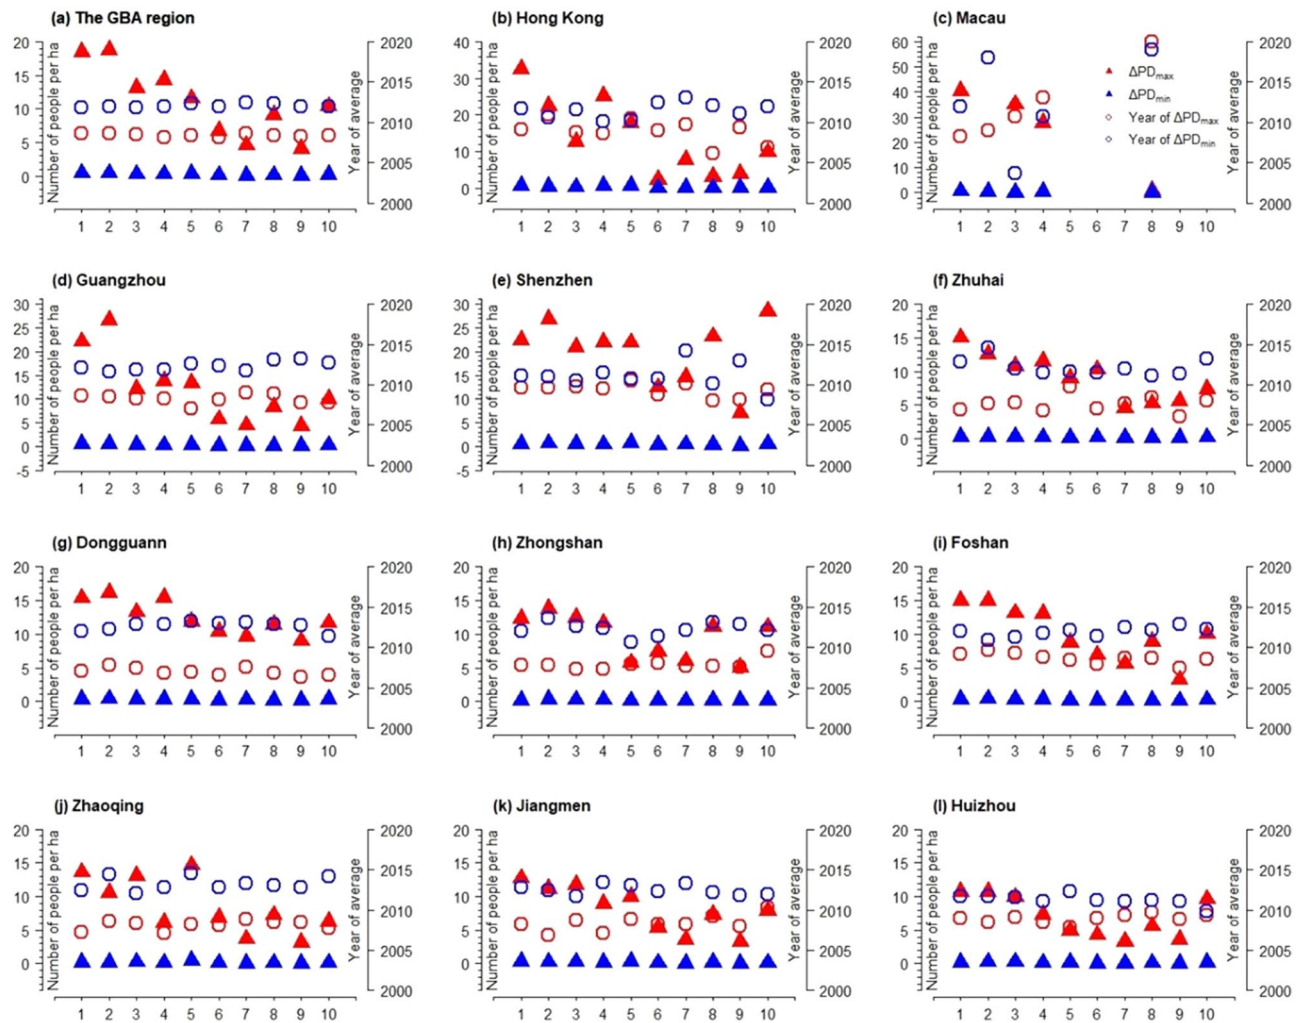 (a) The GBA region
20
15
10
5
0
Number of people per ha
2020
2015
2010
2005
2000
Year of average
1 2 3 4 5 6 7 8 9 10
(b) Hong Kong
40
30
20
10
0
Number of people per ha
2020
2015
2010
2005
2000
Year of average
1 2 3 4 5 6 7 8 9 10
(c) Macau
60
50
40
30
20
10
0
Number of people per ha
ΔPDmax
ΔPDmin
Year of ΔPDmax
Year of ΔPDmin
2020
2015
2010
2005
2000
Year of average
1 2 3 4 5 6 7 8 9 10
(d) Guangzhou
30
25
20
15
10
5
0
-5
Number of people per ha
2020
2015
2010
2005
2000
Year of average
1 2 3 4 5 6 7 8 9 10
(e) Shenzhen
30
25
20
15
10
5
0
-5
Number of people per ha
2020
2015
2010
2005
2000
Year of average
1 2 3 4 5 6 7 8 9 10
(f) Zhuhai
20
15
10
5
0
Number of people per ha
2020
2015
2010
2005
2000
Year of average
1 2 3 4 5 6 7 8 9 10
(g) Dongguann
20
15
10
5
0
Number of people per ha
2020
2015
2010
2005
2000
Year of average
1 2 3 4 5 6 7 8 9 10
(h) Zhongshan
20
15
10
5
0
Number of people per ha
2020
2015
2010
2005
2000
Year of average
1 2 3 4 5 6 7 8 9 10
(i) Foshan
20
15
10
5
0
Number of people per ha
2020
2015
2010
2005
2000
Year of average
1 2 3 4 5 6 7 8 9 10
(j) Zhaoqing
20
15
10
5
0
Number of people per ha
2020
2015
2010
2005
2000
Year of average
1 2 3 4 5 6 7 8 9 10
(k) Jiangmen
20
15
10
5
0
Number of people per ha
2020
2015
2010
2005
2000
Year of average
1 2 3 4 5 6 7 8 9 10
(l) Huizhou
20
15
10
5
0
Number of people per ha
2020
2015
2010
2005
2000
Year of average
1 2 3 4 5 6 7 8 9 10